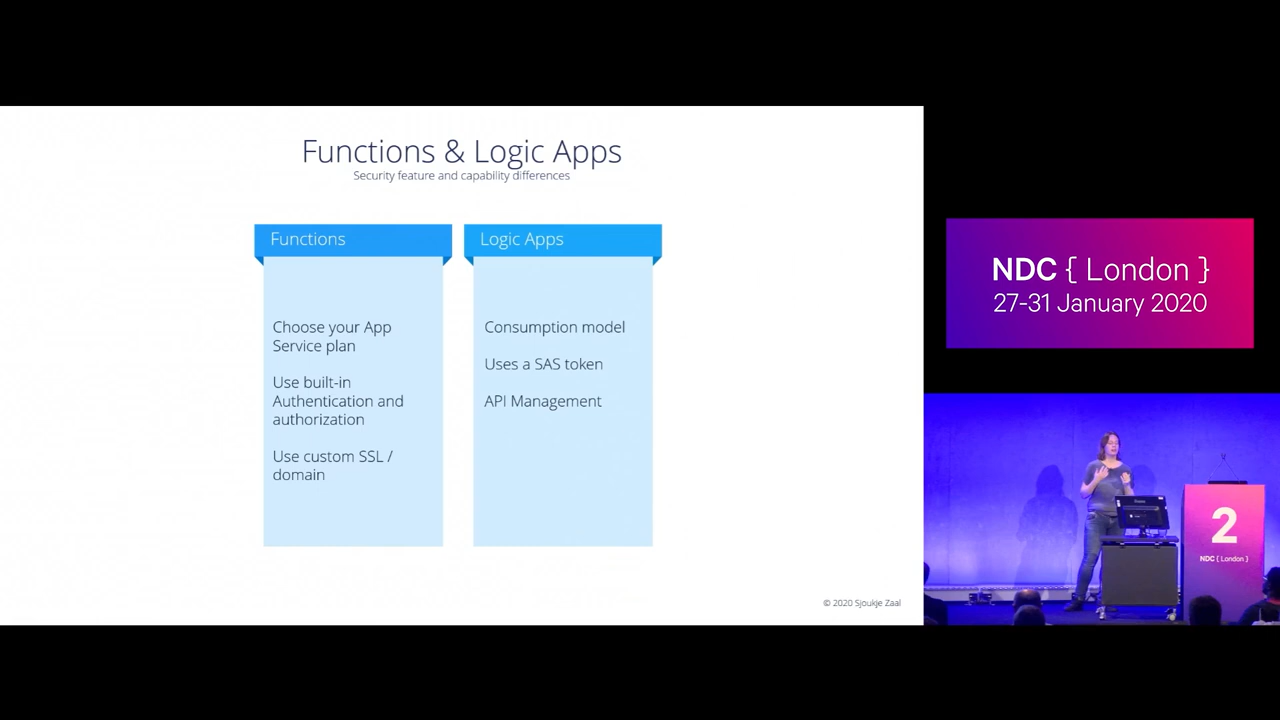 Functions & Logic Apps
Security feature and capability differences
Functions
Choose your App
Service plan
Use built-in
Authentication and
authorization
Use custom SSL /
domain
Logic Apps
Consumption model
Uses a SAS token
API Management
© 2020 Sjoukje Zaal
NDC { London }
27-31 January 2020
2
NDC { London }